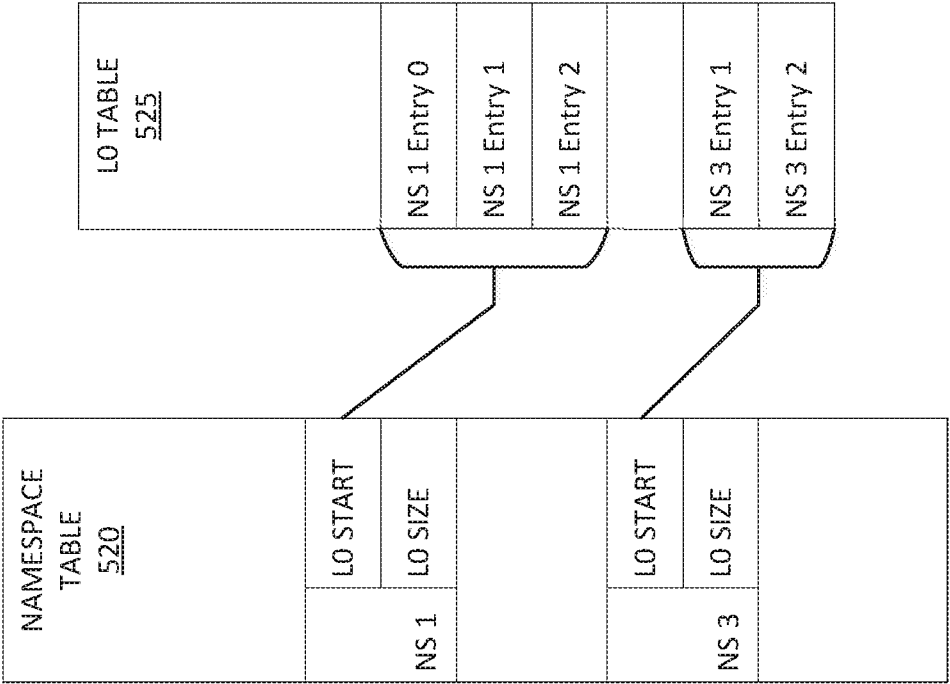 NAMESPACE
TABLE
520
NS 1
L0 START
L0 SIZE
NS 3
L0 START
L0 SIZE
L0 TABLE
525
NS 1 Entry 0
NS 1 Entry 1
NS 1 Entry 2
NS 3 Entry 1
NS 3 Entry 2